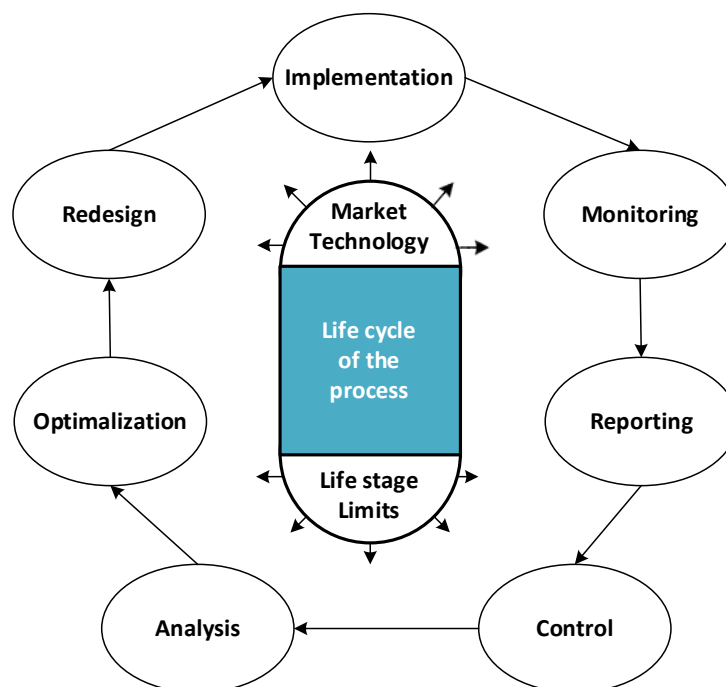 Implementation
Redesign
Monitoring
Market
Technology
Life cycle
of the
process
Optimalization
Reporting
Life stage
Limits
Analysis
Control